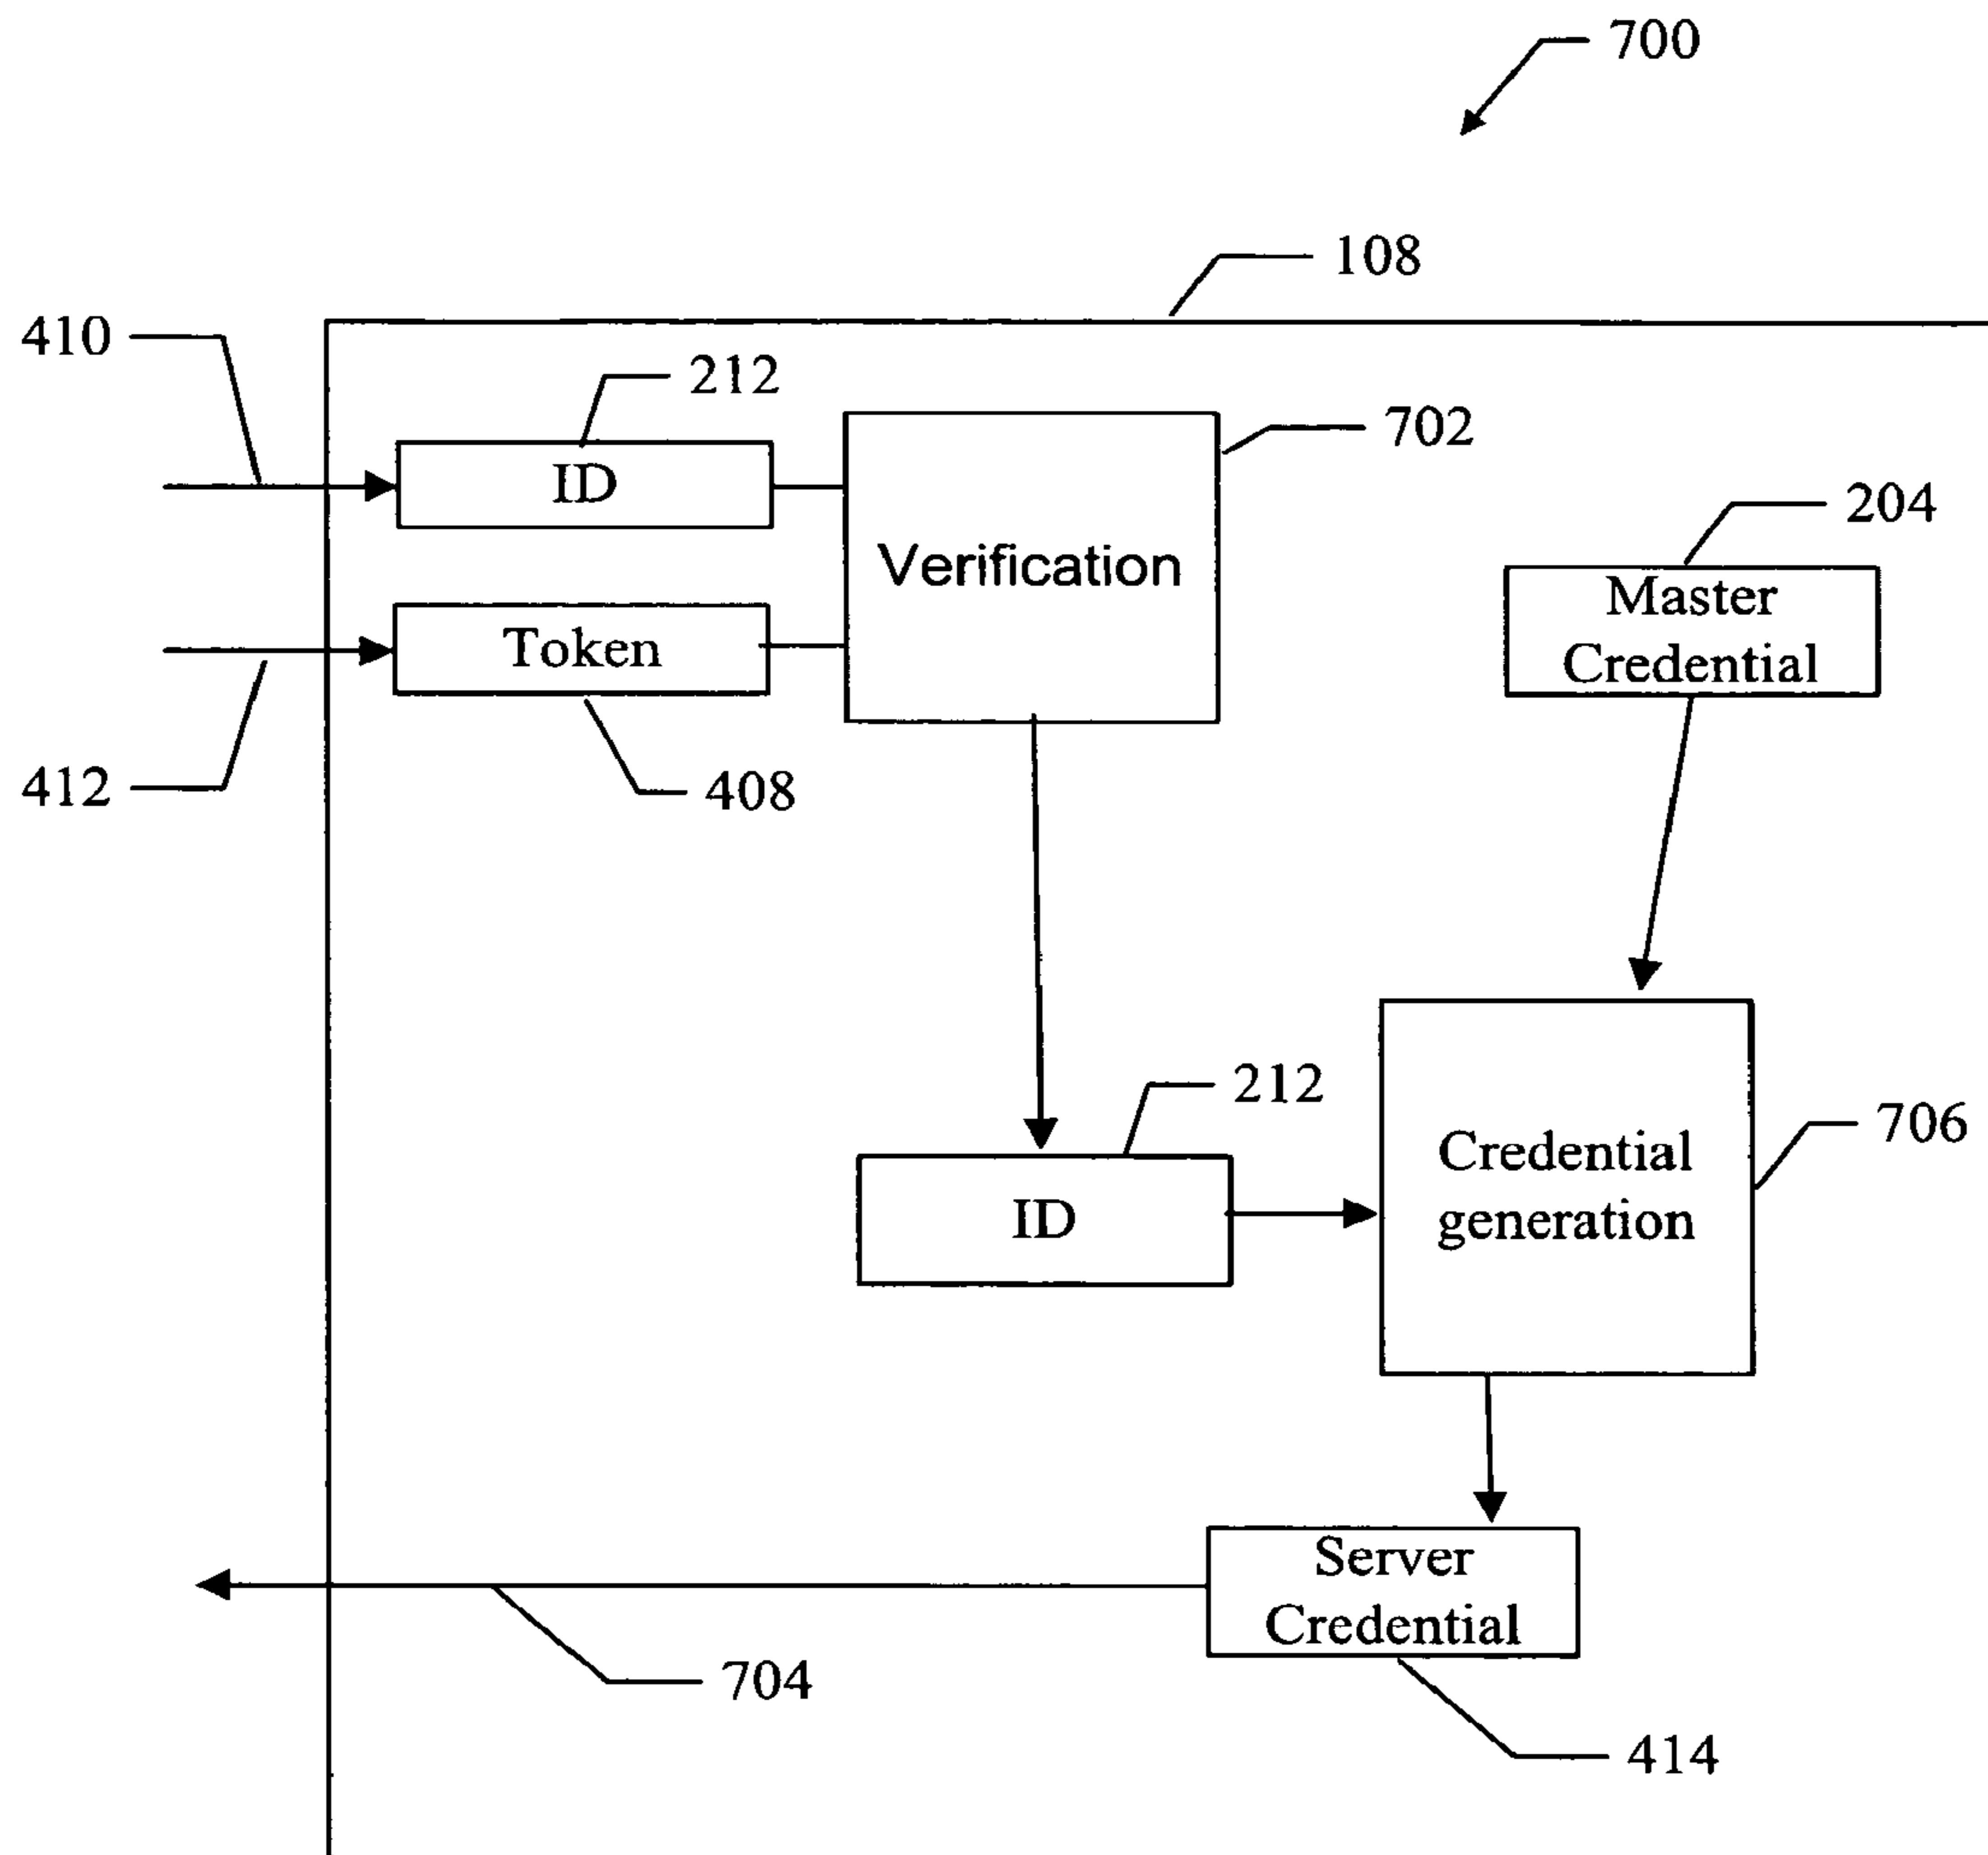 700
108
410
212
702
ID
204
Verification
Master
Credential
Token
412
408
212
706
Credential
generation
ID
Server
Credential
704
414